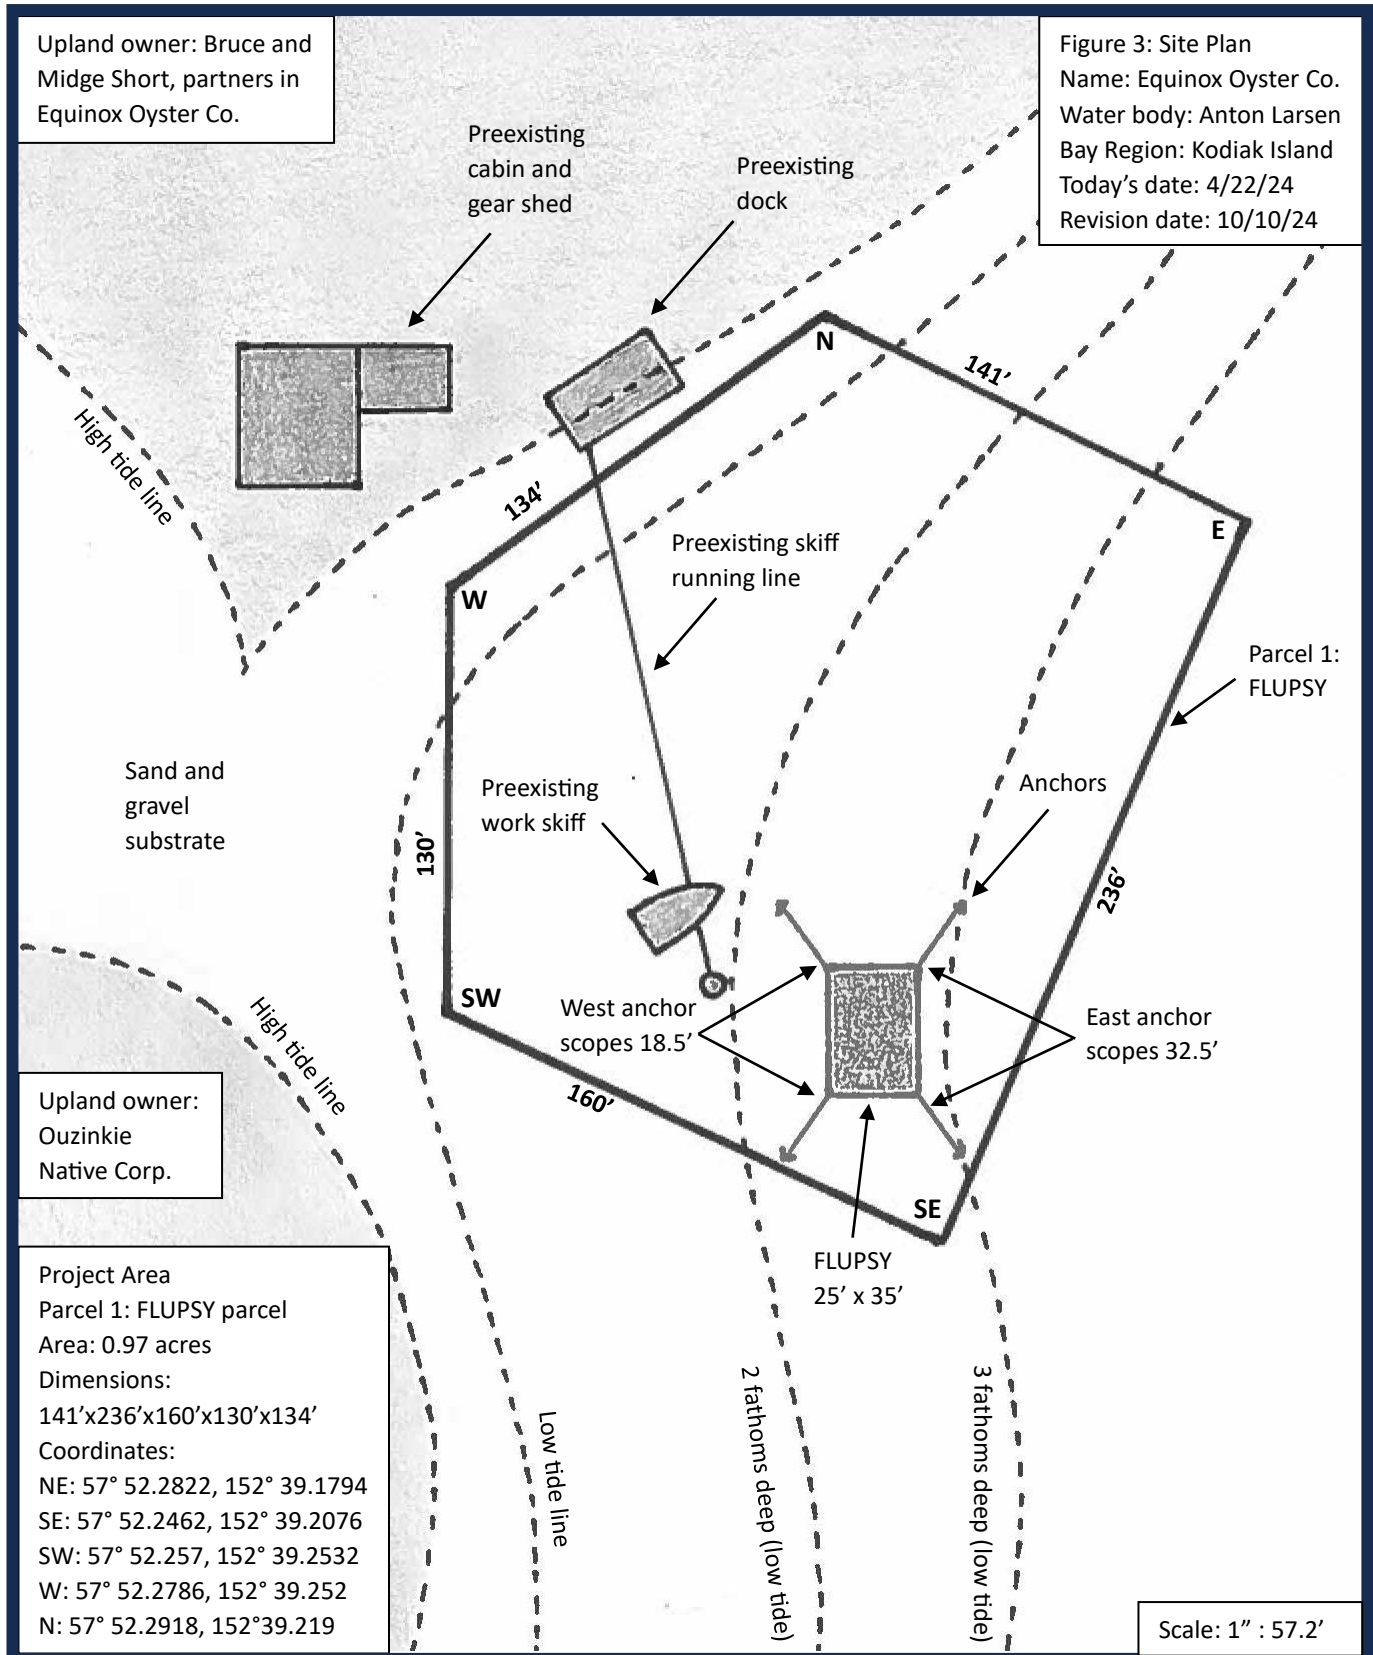 Upland owner: Bruce and
Midge Short, partners in
Equinox Oyster Co.
Figure 3: Site Plan
Name: Equinox Oyster Co.
Water body: Anton Larsen
Bay Region: Kodiak Island
Today's date: 4/22/24
Revision date: 10/10/24
Preexisting
cabin and
gear shed
Preexisting
dock
N
141'
E
High tide line
134'
W
Preexisting skiff
running line
Parcel 1:
FLUPSY
Sand and
gravel
substrate
Preexisting
work skiff
Anchors
130'
236'
SW
West anchor
scopes 18.5'
East anchor
scopes 32.5'
High tide line
160'
Upland owner:
Ouzinkie
Native Corp.
SE
FLUPSY
25' x 35'
Project Area
Parcel 1: FLUPSY parcel
Area: 0.97 acres
Dimensions:
141'x236'x160'x130'x134'
Coordinates:
NE: 57° 52.2822, 152° 39.1794
SE: 57° 52.2462, 152° 39.2076
SW: 57° 52.257, 152° 39.2532
W: 57° 52.2786, 152° 39.252
N: 57° 52.2918, 152°39.219
Low tide line
2 fathoms deep (low tide)
3 fathoms deep (low tide)
Scale: 1" : 57.2'